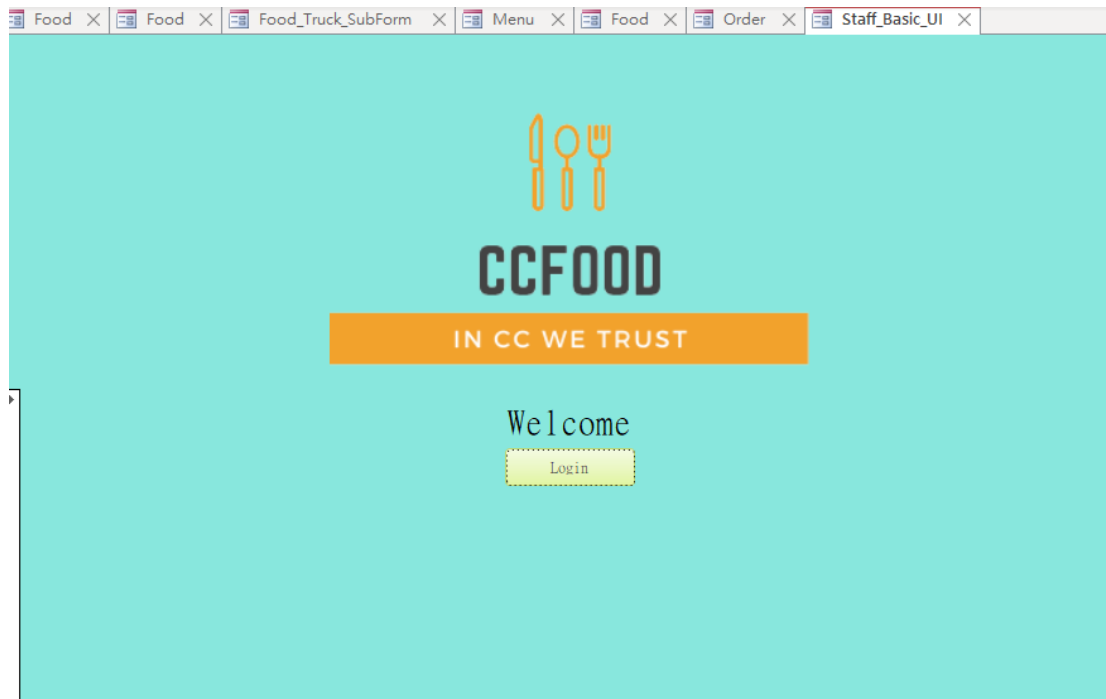 Food Food Food_Truck_SubForm Menu Food Order Staff_Basic_UI
CCFOOD
IN CC WE TRUST
Welcome
Login